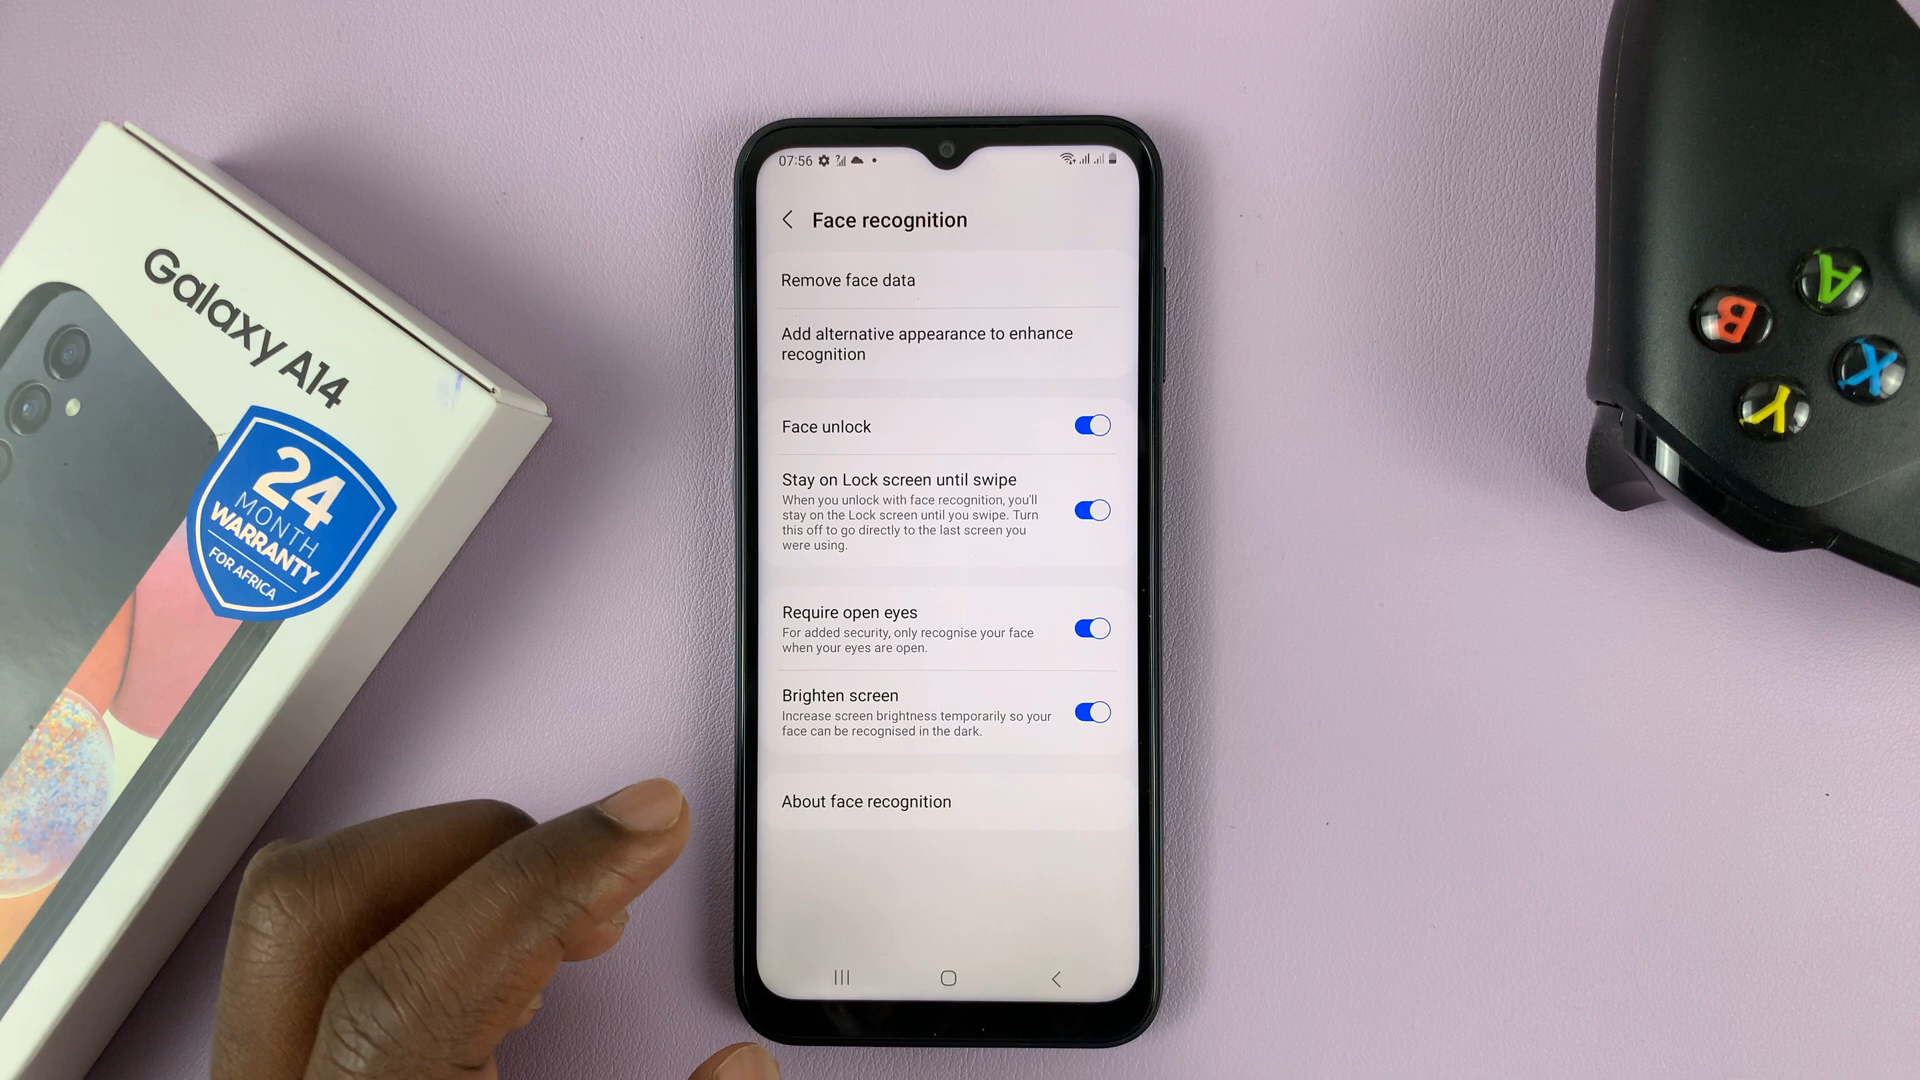 Galaxy A14
24
MONTH
WARRANTY
FOR AFRICA
07:56
Face recognition
Remove face data
Add alternative appearance to enhance
recognition
Face unlock
Stay on Lock screen until swipe
When you unlock with face recognition, you'll
stay on the Lock screen until you swipe. Turn
this off to go directly to the last screen you
were using.
Require open eyes
For added security, only recognise your face
when your eyes are open.
Brighten screen
Increase screen brightness temporarily so your
face can be recognised in the dark.
About face recognition
A
B
X
Y